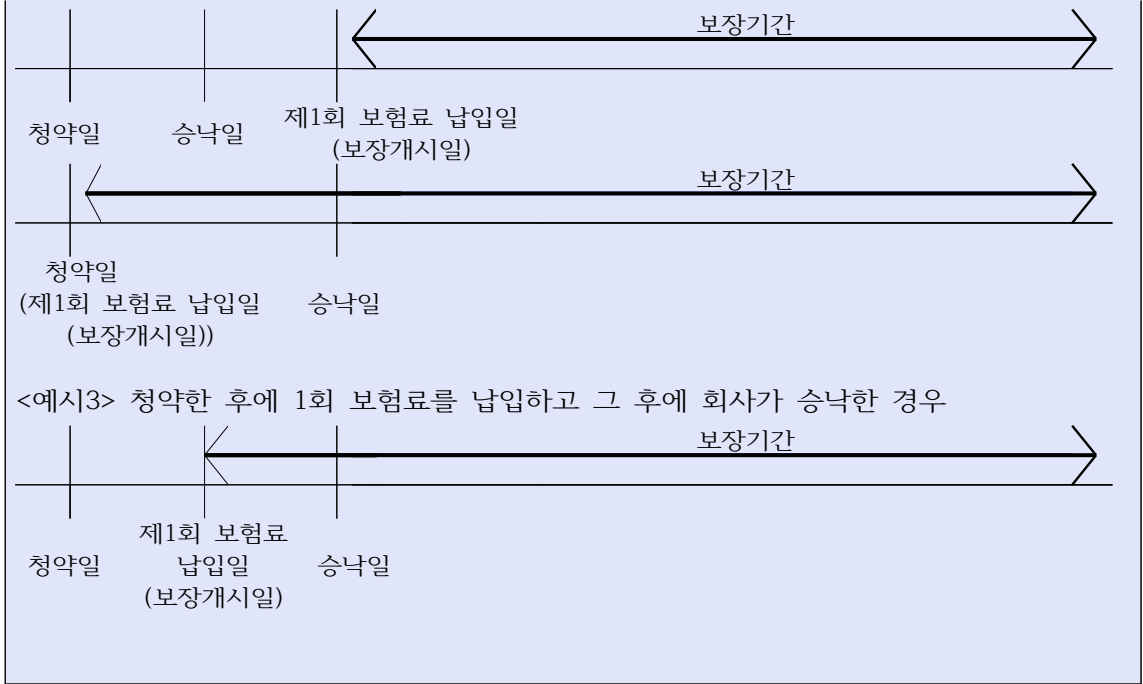 보장기간
청약일 승낙일 제1회 보험료 납입일
(보장개시일)
보장기간
청약일
(제1회 보험료 납입일 승낙일
(보장개시일))
<예시3> 청약한 후에 1회 보험료를 납입하고 그 후에 회사가 승낙한 경우
보장기간
제1회 보험료
청약일 납입일 승낙일
(보장개시일)